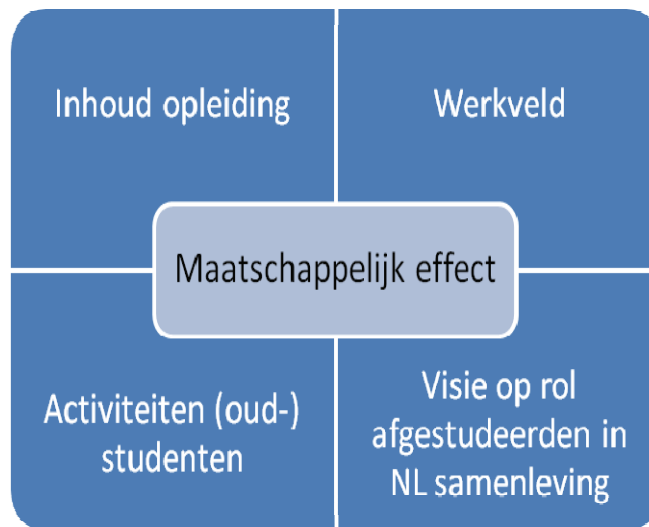 Inhoud opleiding
Werkveld
Maatschappelijk effect
Activiteiten (oud-)
studenten
Visie op rol
afgestudeerden in
NL samenleving